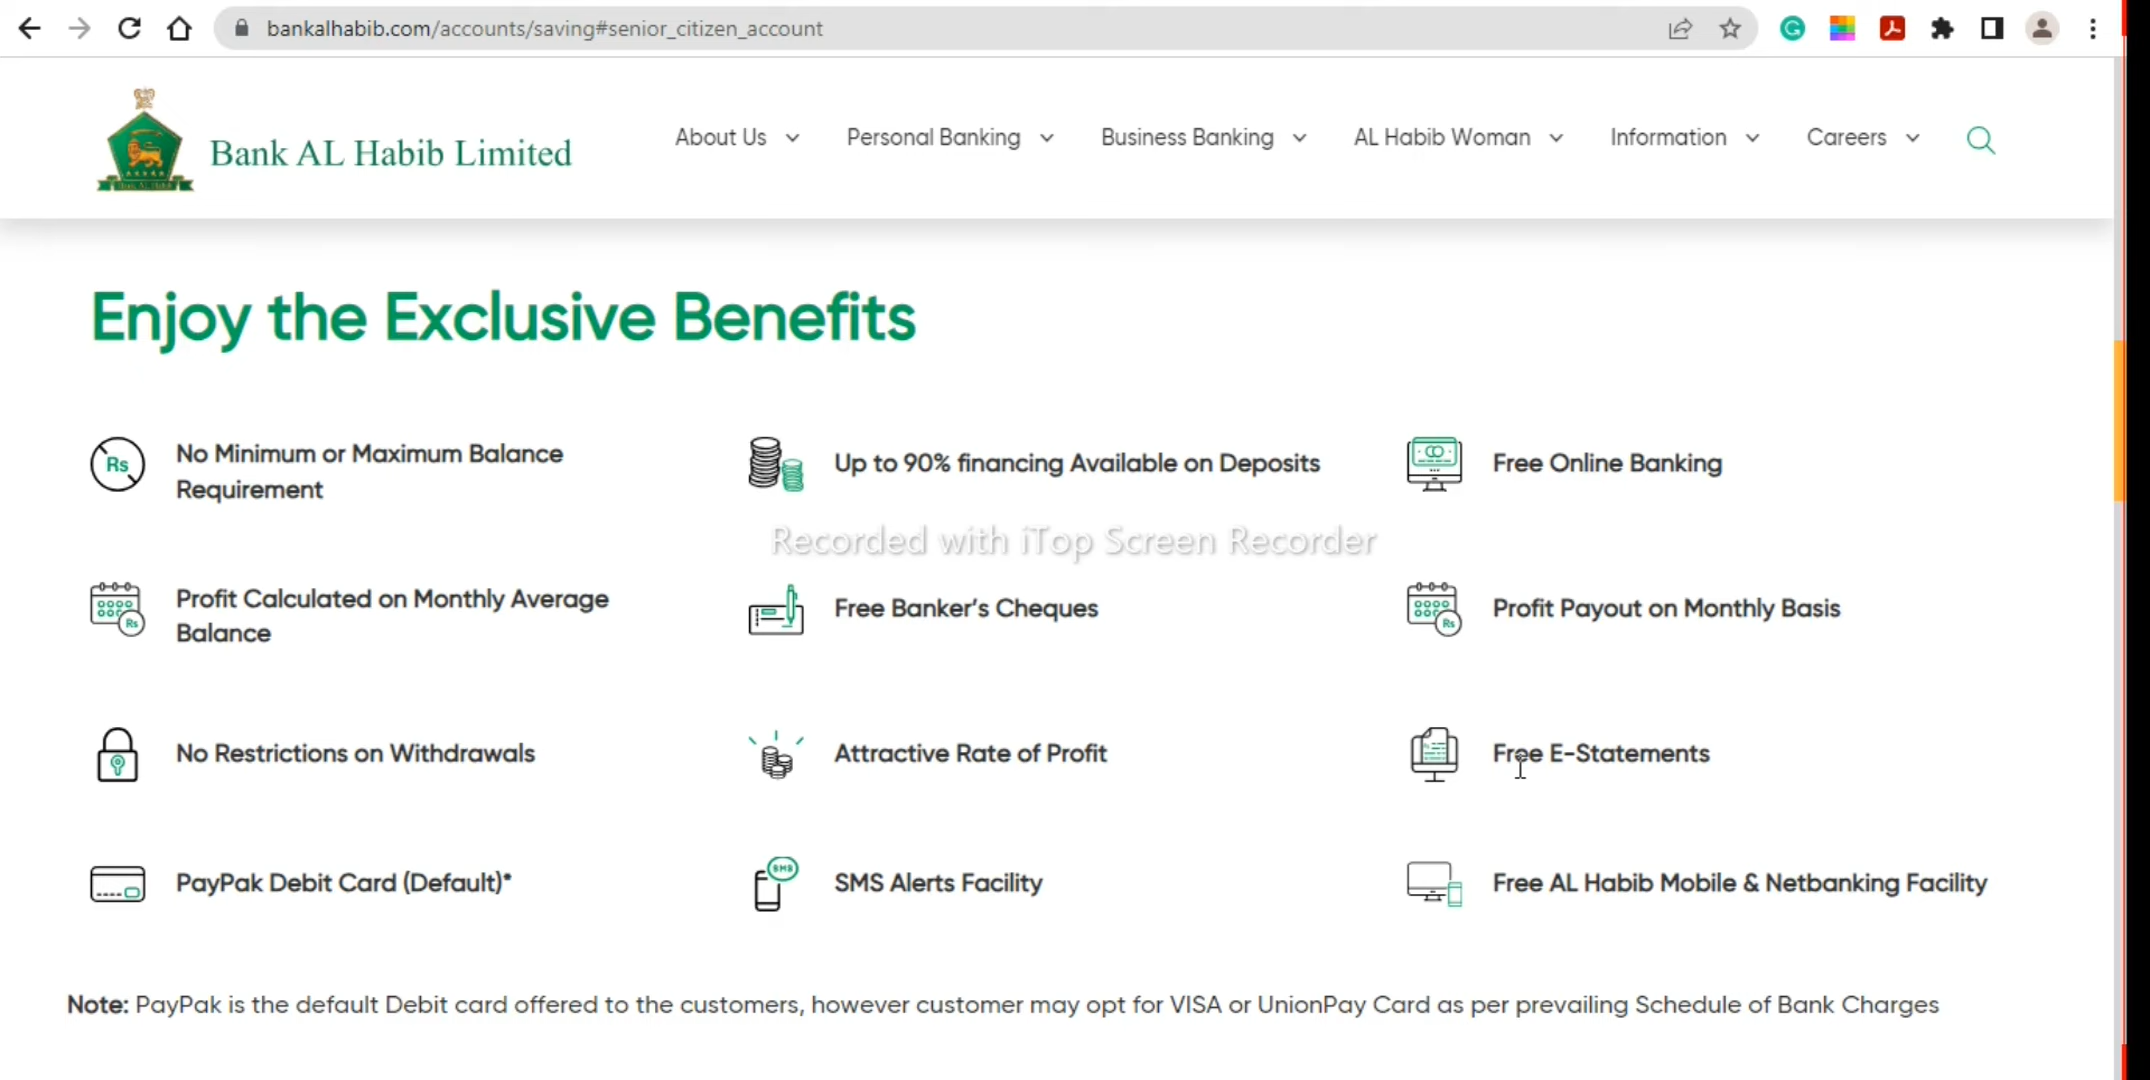 bankalhabib.com/accounts/saving#senior_citizen_account
Bank AL Habib Limited
About Us
Personal Banking
Business Banking
AL Habib Woman
Information
Careers
Enjoy the Exclusive Benefits
Rs
No Minimum or Maximum Balance
Requirement
Up to 90% financing Available on Deposits
Free Online Banking
Recorded with iTop Screen Recorder
Rs
Profit Calculated on Monthly Average
Balance
Free Banker's Cheques
Rs
Profit Payout on Monthly Basis
No Restrictions on Withdrawals
Attractive Rate of Profit
Free E-Statements
PayPak Debit Card (Default)*
SMS
SMS Alerts Facility
Free AL Habib Mobile & Netbanking Facility
Note: PayPak is the default Debit card offered to the customers, however customer may opt for VISA or UnionPay Card as per prevailing Schedule of Bank Charges